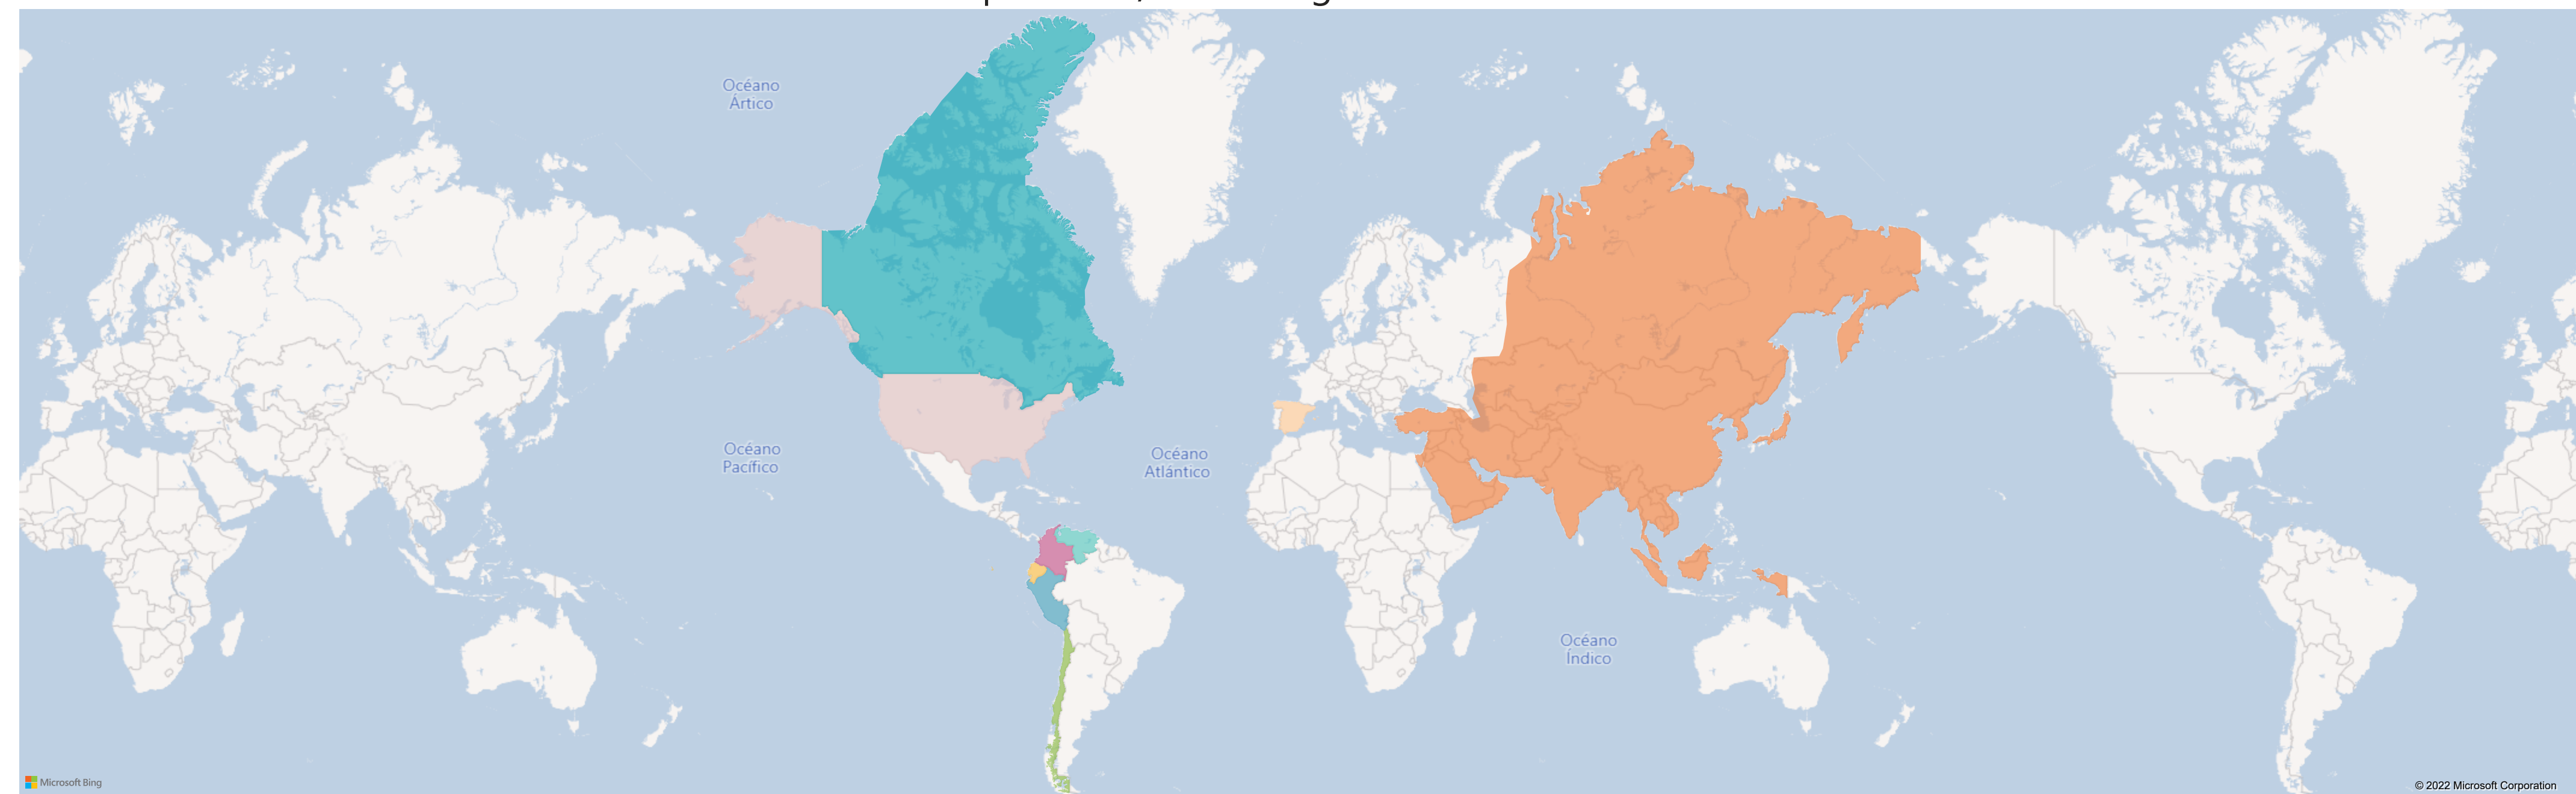 Océano
Ártico
Océano
Pacífico
Océano
Atlántico
Océano
Índico
Microsoft Bing
© 2022 Microsoft Corporation